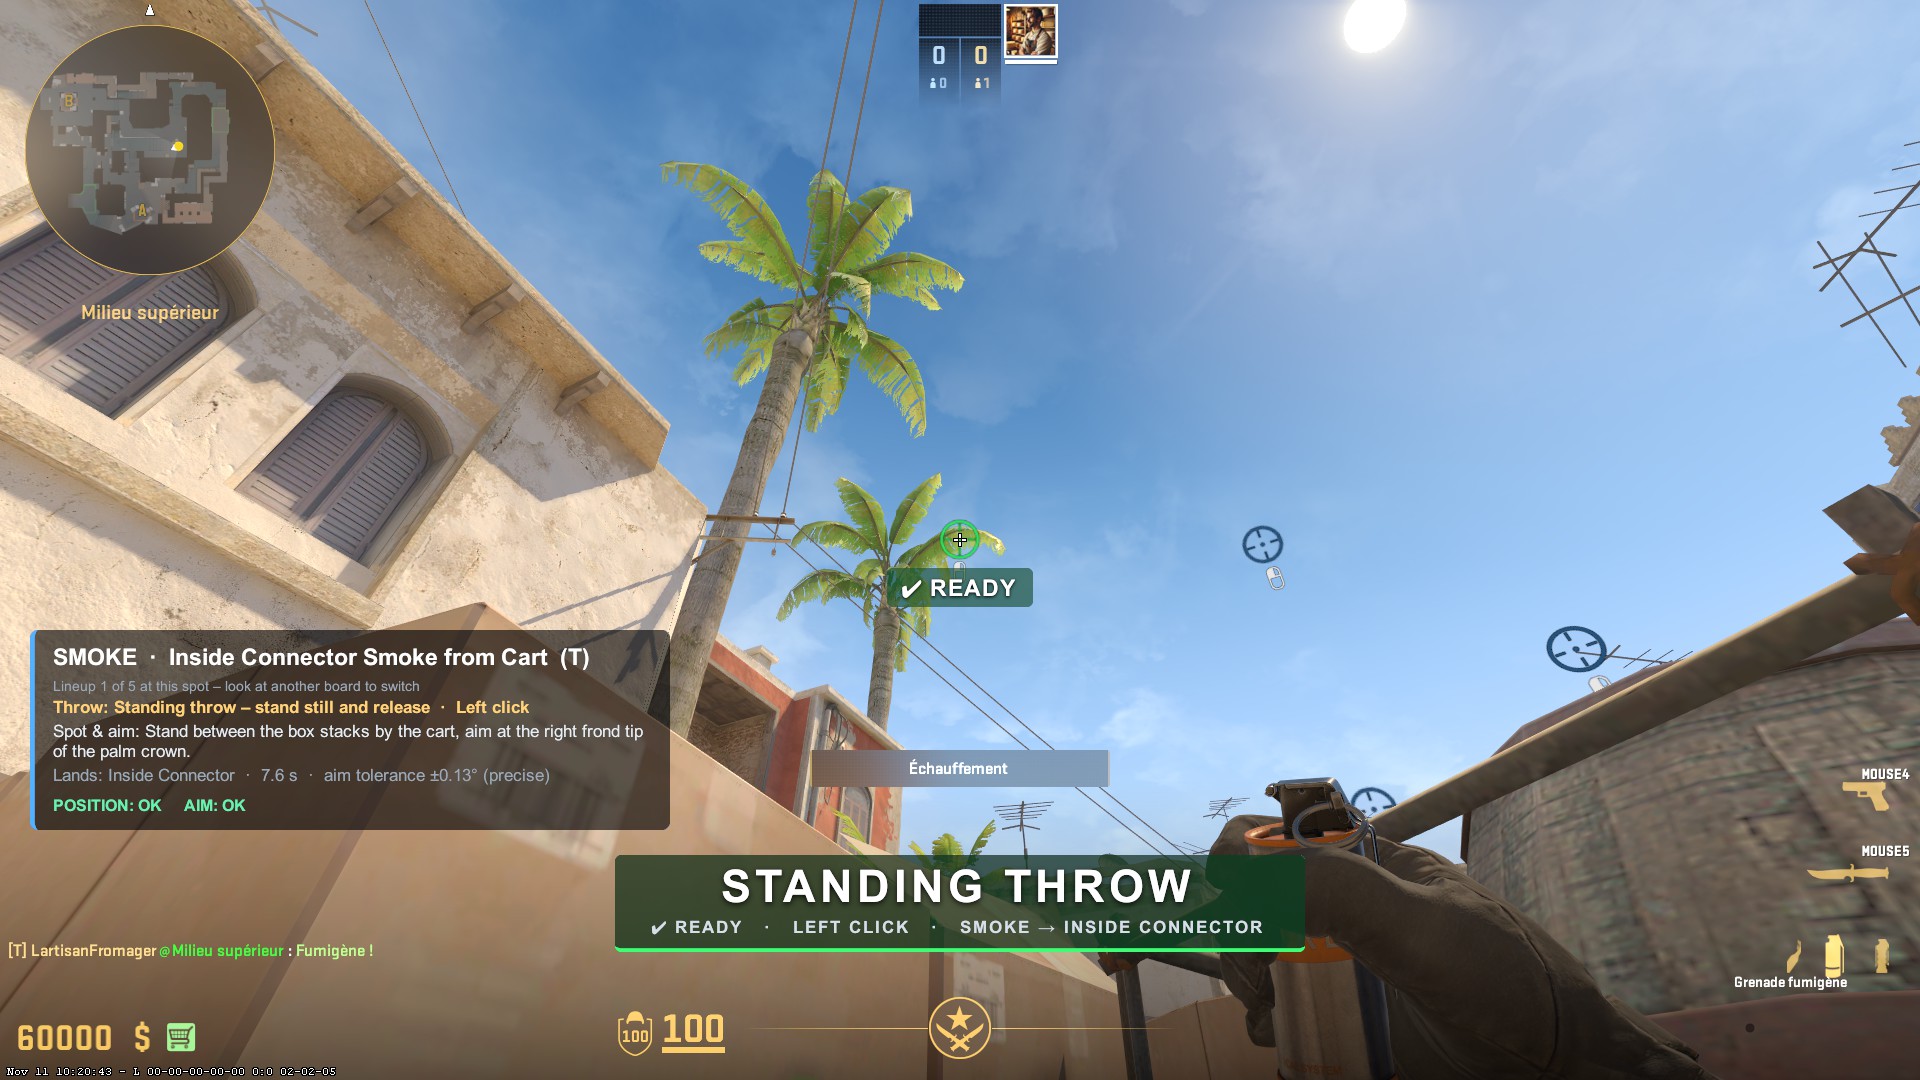 0 0
0 1
B
A
Milieu supérieur
✔ READY
SMOKE · Inside Connector Smoke from Cart (T)
Lineup 1 of 5 at this spot – look at another board to switch
Throw: Standing throw – stand still and release · Left click
Spot & aim: Stand between the box stacks by the cart, aim at the right frond tip
of the palm crown.
Lands: Inside Connector · 7.6 s · aim tolerance ±0.13° (precise)
POSITION: OK AIM: OK
Échauffement
MOUSE4
MOUSE5
STANDING THROW
✔ READY · LEFT CLICK · SMOKE → INSIDE CONNECTOR
[T] LartisanFromager@Milieu supérieur : Fumigène !
Grenade fumigène
60000 $
100 100
Nov 11 10:20:43 - L 00-00-00-00-00 0:0 02-02-05